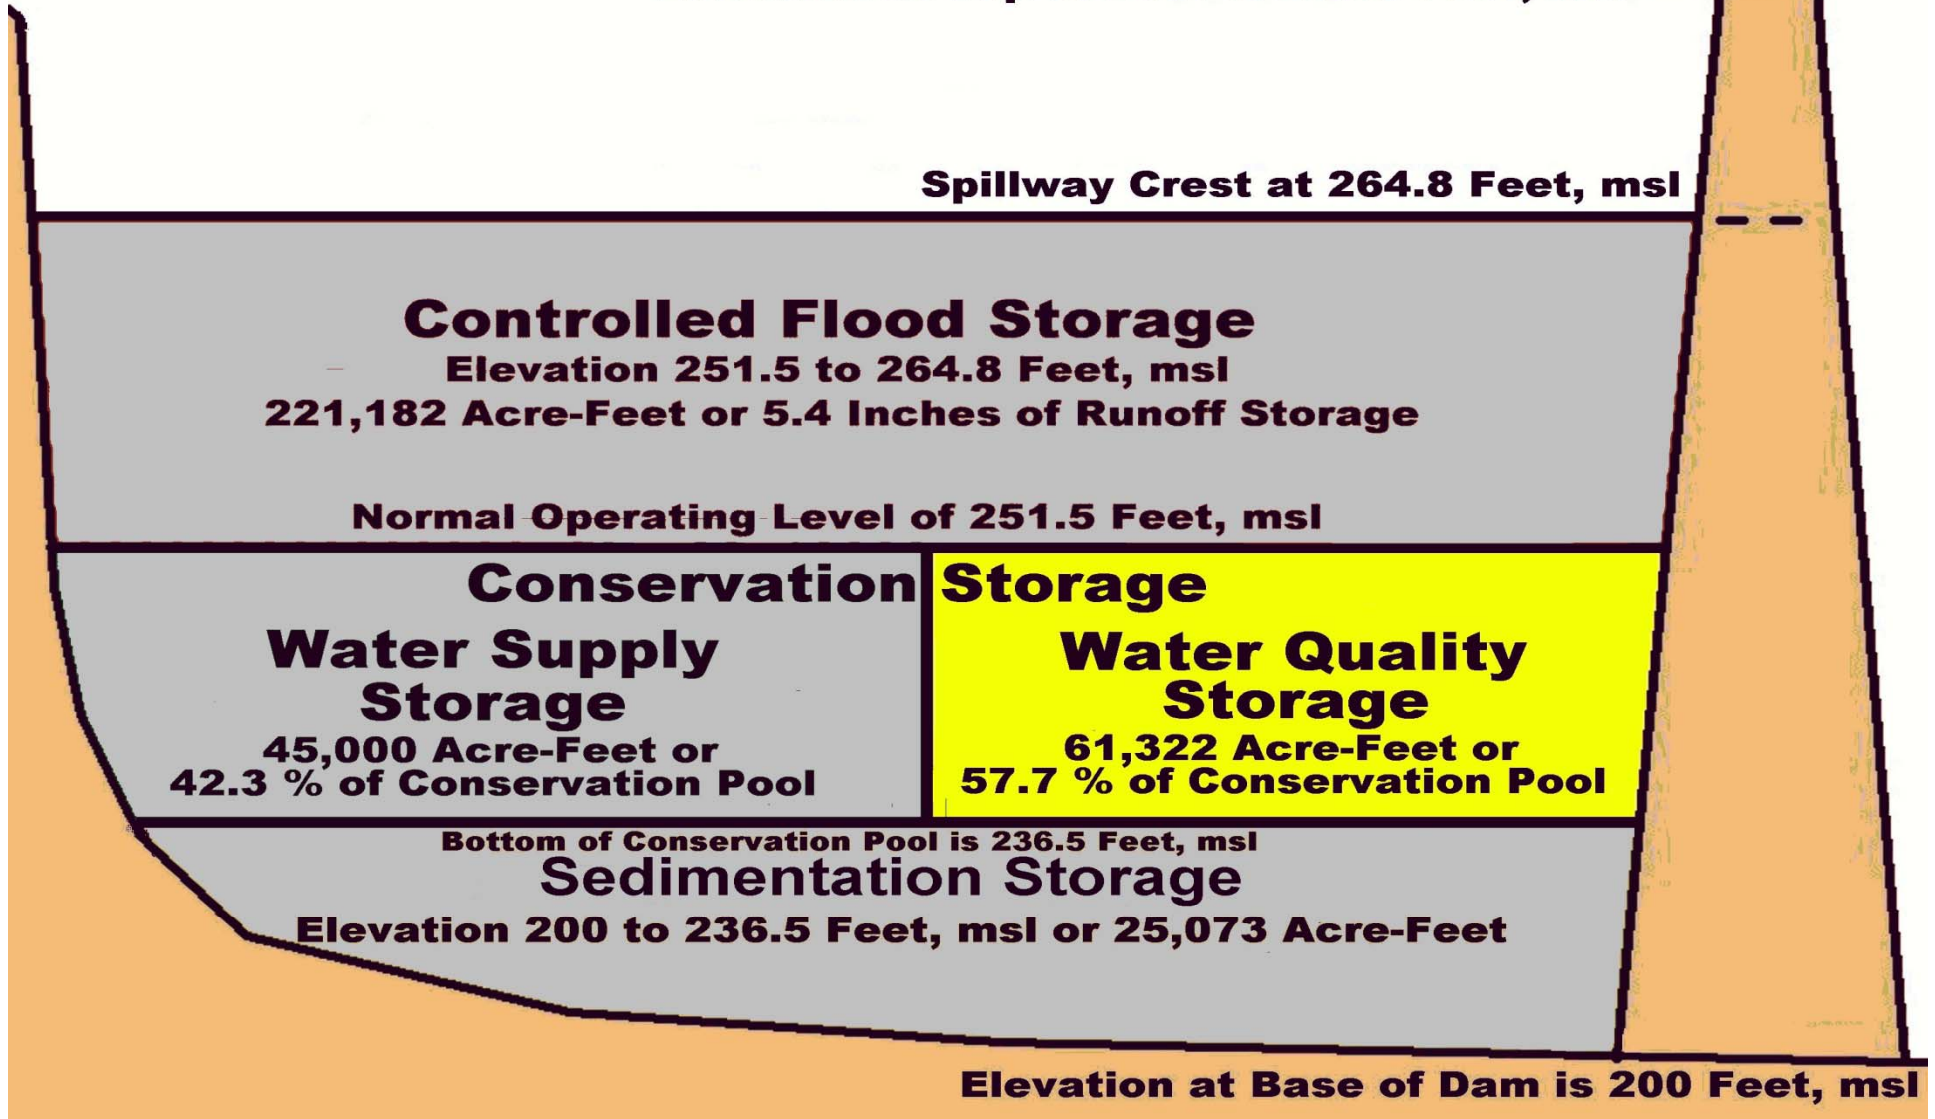 Spillway Crest at 264.8 Feet, msl
Controlled Flood Storage
Elevation 251.5 to 264.8 Feet, msl
221,182 Acre-Feet or 5.4 Inches of Runoff Storage
Normal Operating Level of 251.5 Feet, msl
Conservation Storage
Water Supply
Storage
45,000 Acre-Feet or
42.3 % of Conservation Pool
Water Quality
Storage
61,322 Acre-Feet or
57.7 % of Conservation Pool
Bottom of Conservation Pool is 236.5 Feet, msl
Sedimentation Storage
Elevation 200 to 236.5 Feet, msl or 25,073 Acre-Feet
Elevation at Base of Dam is 200 Feet, msl